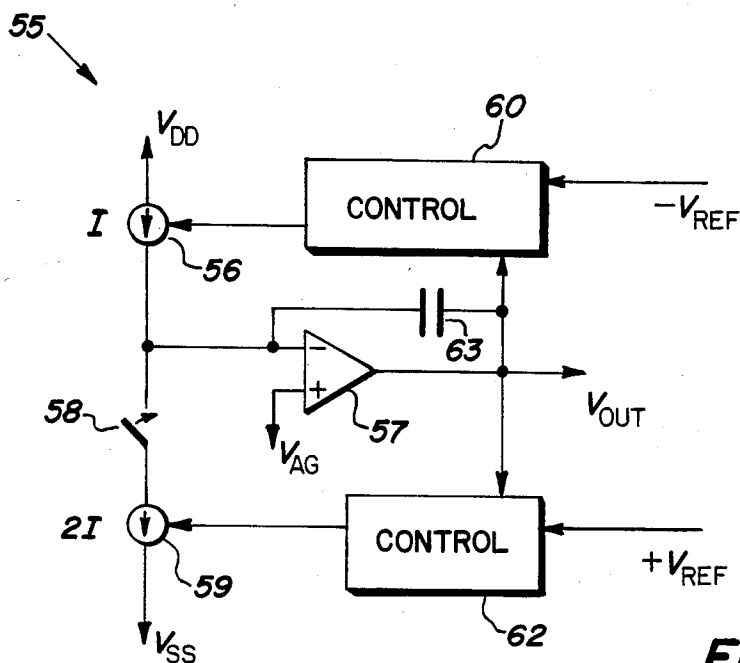 55
60
V_DD
CONTROL
-V_REF
I
56
63
58
V_AG
57
V_OUT
2I
CONTROL
+V_REF
59
V_SS
62